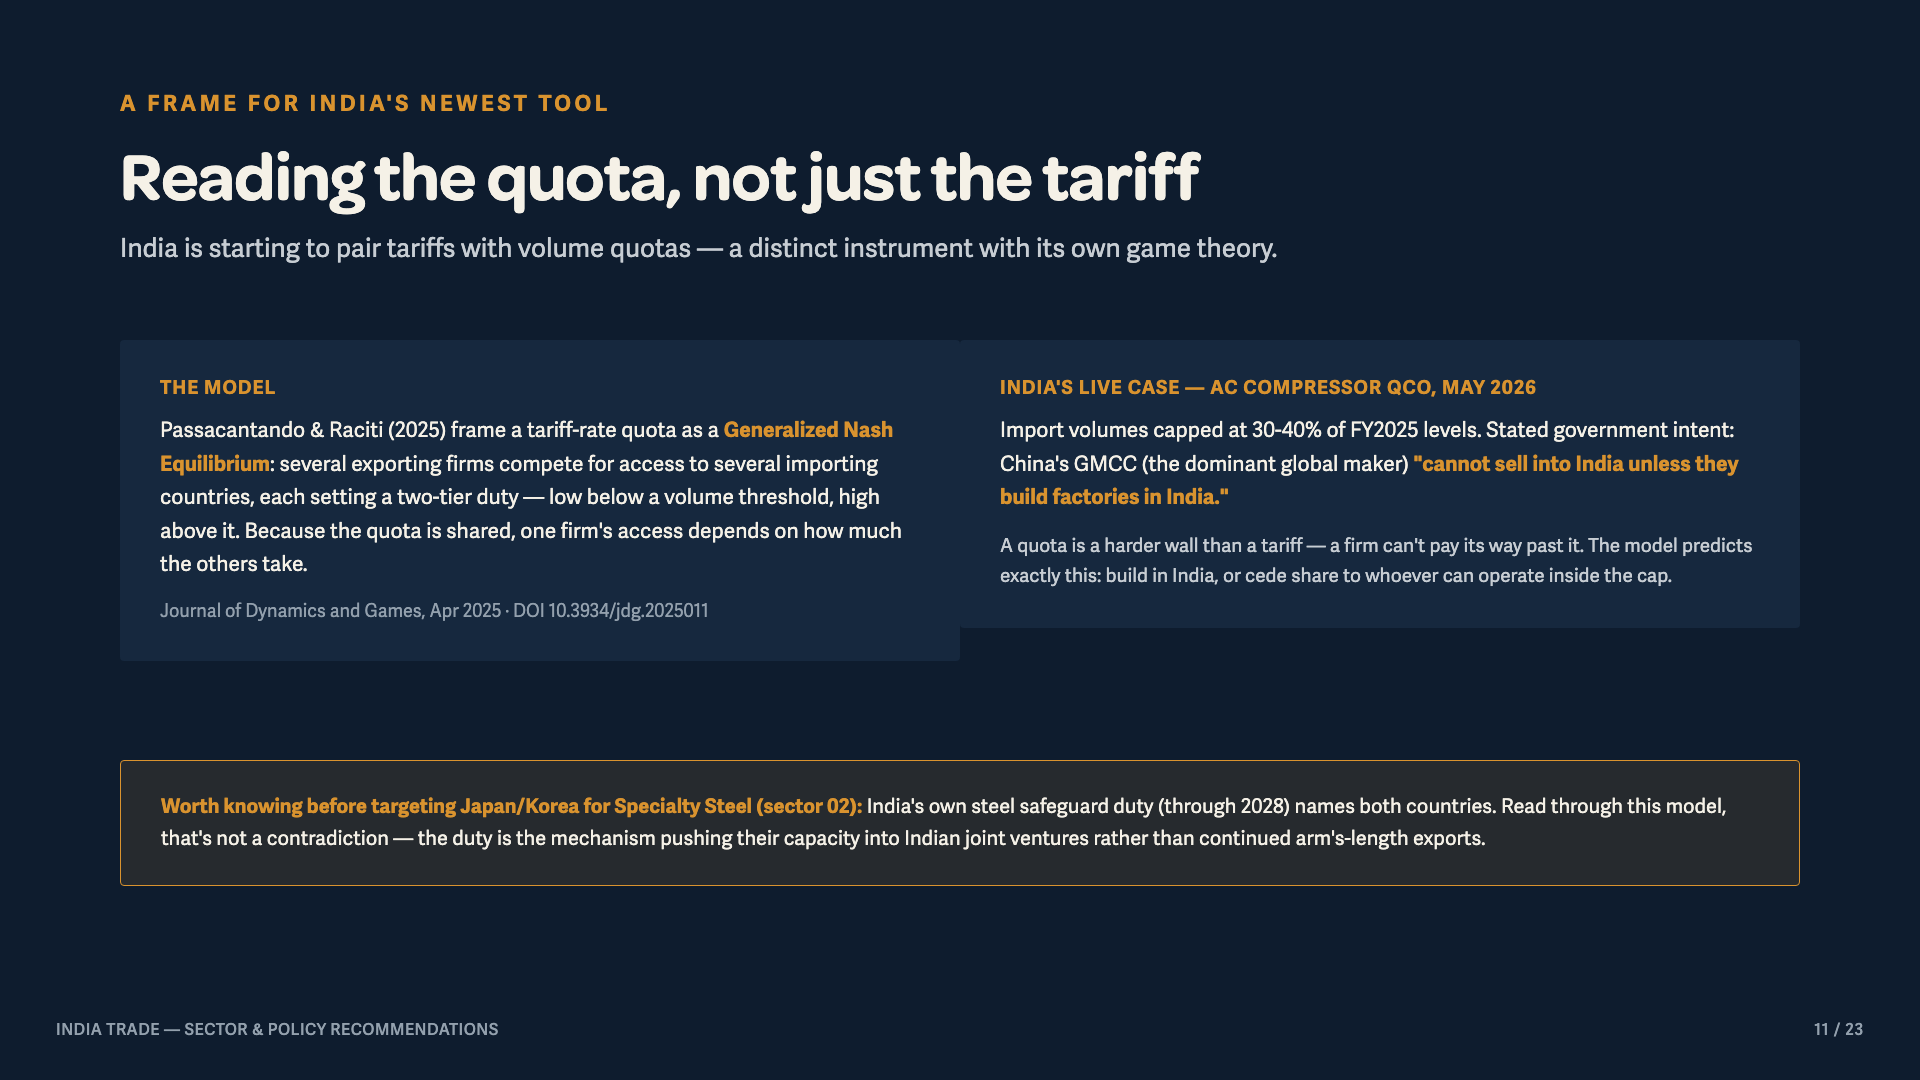 A FRAME FOR INDIA'S NEWEST TOOL
Reading the quota, not just the tariff
India is starting to pair tariffs with volume quotas — a distinct instrument with its own game theory.
THE MODEL
Passacantando & Raciti (2025) frame a tariff-rate quota as a Generalized Nash
Equilibrium: several exporting firms compete for access to several importing
countries, each setting a two-tier duty — low below a volume threshold, high
above it. Because the quota is shared, one firm's access depends on how much
the others take.
Journal of Dynamics and Games, Apr 2025 · DOI 10.3934/jdg.2025011
INDIA'S LIVE CASE — AC COMPRESSOR QCO, MAY 2026
Import volumes capped at 30-40% of FY2025 levels. Stated government intent:
China's GMCC (the dominant global maker) "cannot sell into India unless they
build factories in India."
A quota is a harder wall than a tariff — a firm can't pay its way past it. The model predicts
exactly this: build in India, or cede share to whoever can operate inside the cap.
Worth knowing before targeting Japan/Korea for Specialty Steel (sector 02): India's own steel safeguard duty (through 2028) names both countries. Read through this model,
that's not a contradiction — the duty is the mechanism pushing their capacity into Indian joint ventures rather than continued arm's-length exports.
INDIA TRADE — SECTOR & POLICY RECOMMENDATIONS
11 / 23